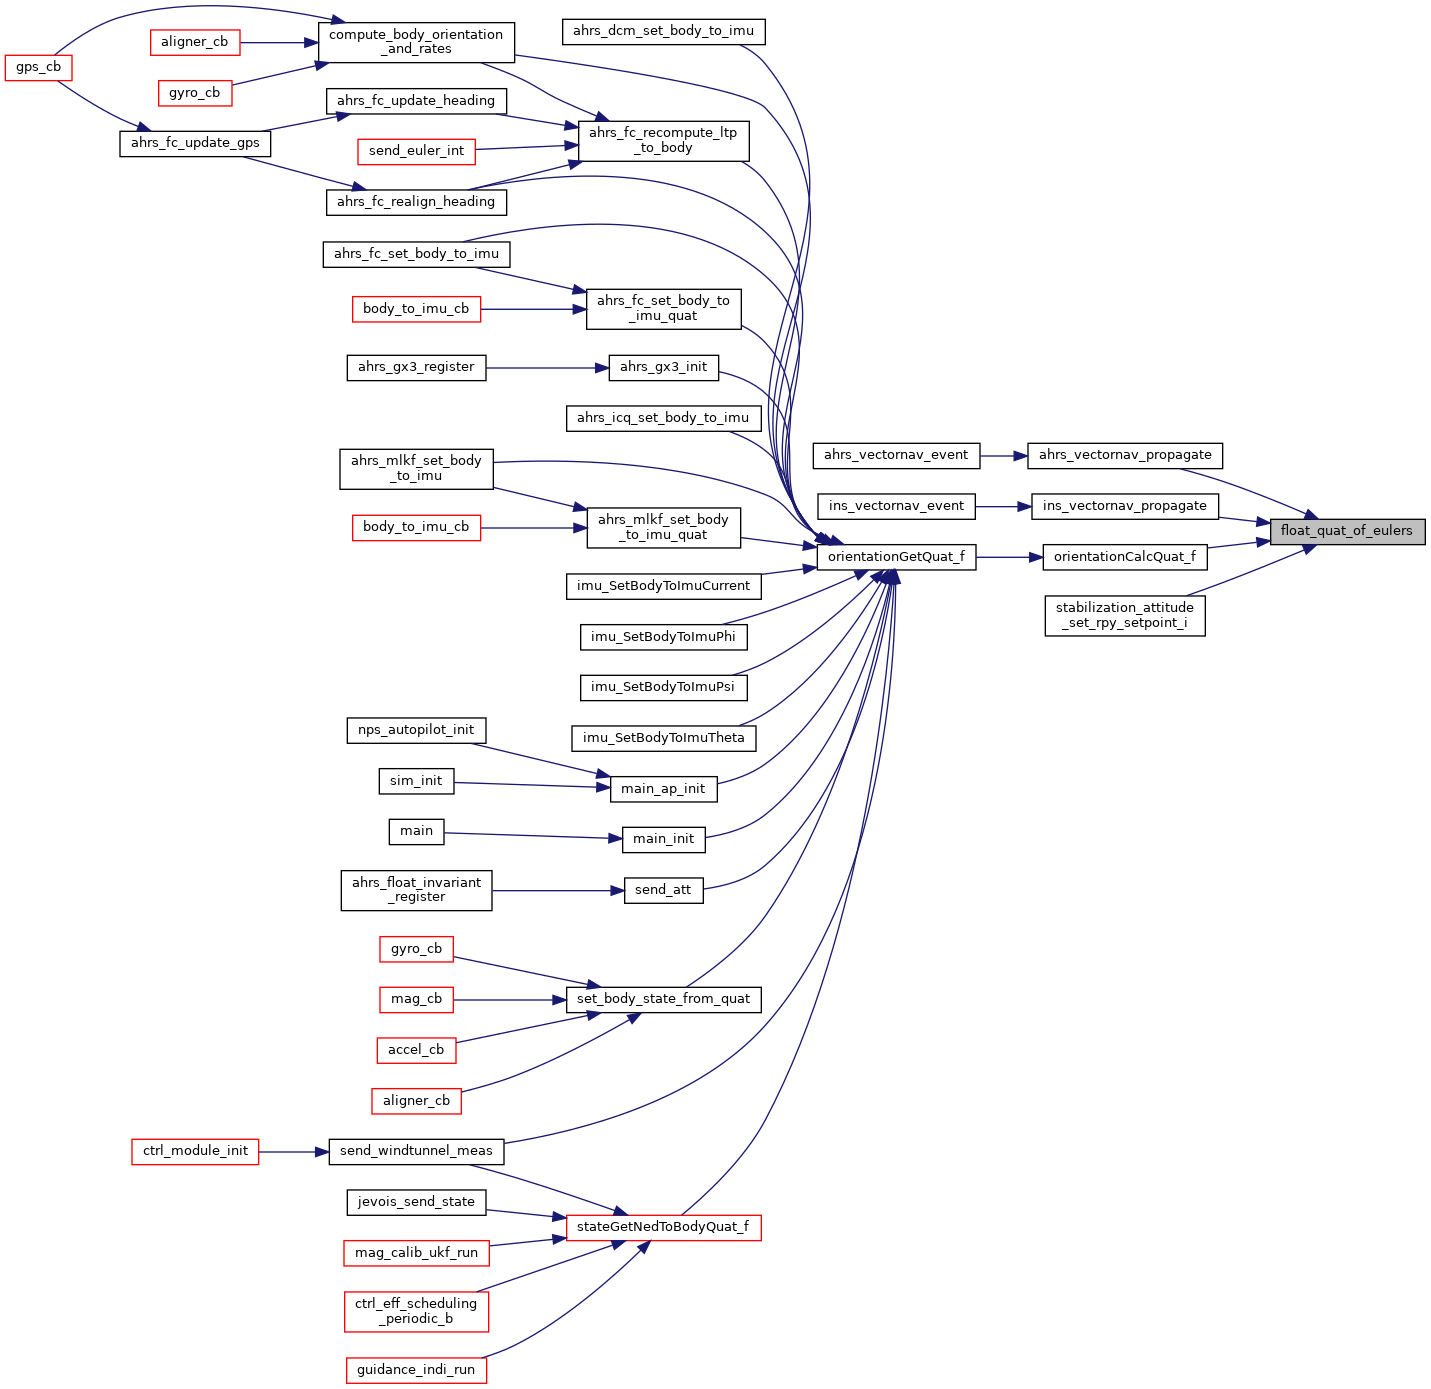 compute_body_orientation
_and_rates
ahrs_dcm_set_body_to_imu
aligner_cb
gps_cb
gyro_cb
ahrs_fc_update_heading
ahrs_fc_recompute_ltp
_to_body
ahrs_fc_update_gps
send_euler_int
ahrs_fc_realign_heading
ahrs_fc_set_body_to_imu
ahrs_fc_set_body_to
_imu_quat
body_to_imu_cb
ahrs_gx3_register
ahrs_gx3_init
ahrs_icq_set_body_to_imu
ahrs_mlkf_set_body
_to_imu
ahrs_vectornav_event
ahrs_vectornav_propagate
ins_vectornav_event
ins_vectornav_propagate
ahrs_mlkf_set_body
_to_imu_quat
body_to_imu_cb
float_quat_of_eulers
orientationGetQuat_f
orientationCalcQuat_f
imu_SetBodyToImuCurrent
stabilization_attitude
_set_rpy_setpoint_i
imu_SetBodyToImuPhi
imu_SetBodyToImuPsi
nps_autopilot_init
imu_SetBodyToImuTheta
sim_init
main_ap_init
main
main_init
ahrs_float_invariant
_register
send_att
gyro_cb
mag_cb
set_body_state_from_quat
accel_cb
aligner_cb
ctrl_module_init
send_windtunnel_meas
jevois_send_state
stateGetNedToBodyQuat_f
mag_calib_ukf_run
ctrl_eff_scheduling
_periodic_b
guidance_indi_run